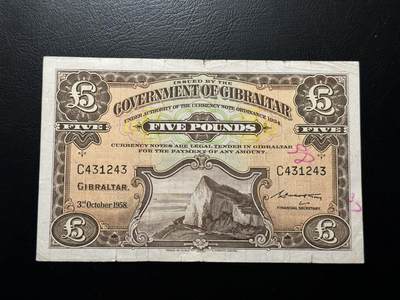 ISSUED BY THE
GOVERNMENT OF GIBRALTAR
UNDER AUTHORITY OF THE CURRENCY NOTE ORDINANCE 1934.
£5 £5
FIVE FIVE POUNDS FIVE
CURRENCY NOTES ARE LEGAL TENDER IN GIBRALTAR
FOR THE PAYMENT OF ANY AMOUNT.
C431243 C431243
GIBRALTAR.
3rd October 1958.
FINANCIAL SECRETARY
£5 £5